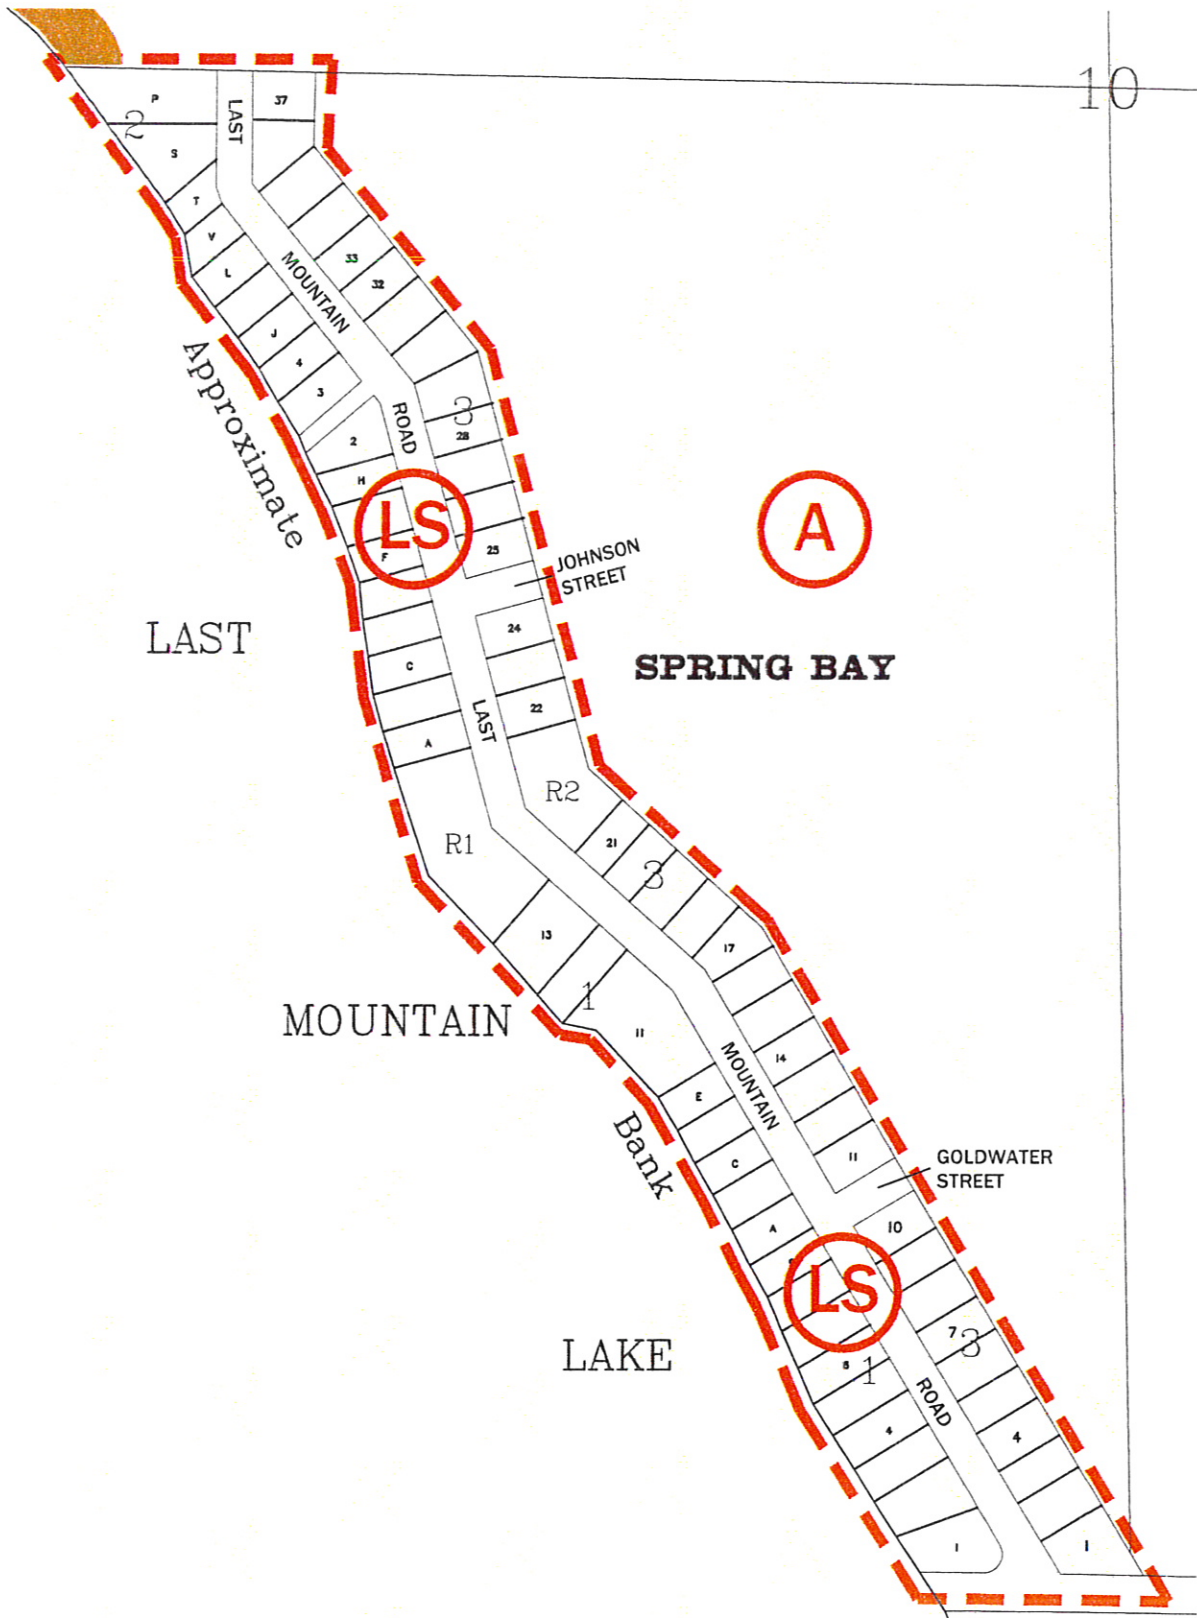 10
P
37
2
LAST
S
T
V
33
L
MOUNTAIN
32
J
4
3
Approximate
ROAD
3
2
28
H
LS
A
F
25
JOHNSON
STREET
LAST
24
C
SPRING BAY
LAST
22
A
R2
R1
21
3
13
17
1
MOUNTAIN
11
MOUNTAIN
14
E
Bank
C
11
GOLDWATER
STREET
A
10
LS
7
3
LAKE
1
ROAD
4
4
1
1